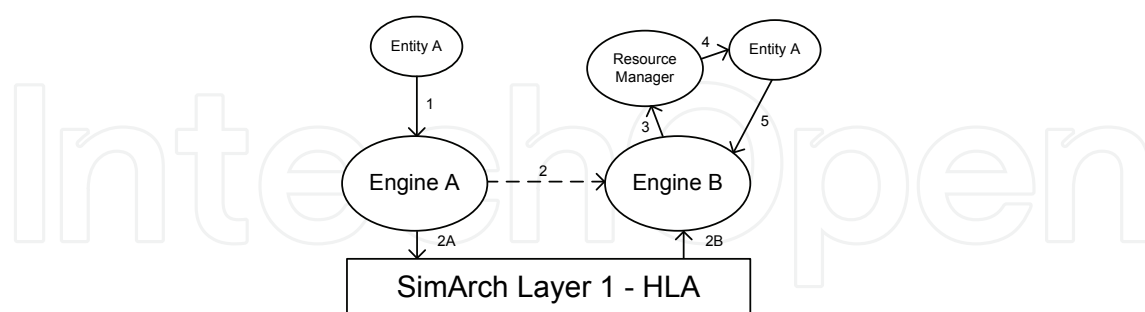 Entity A
Resource
Manager
4
Entity A
1
3
5
Engine A
2
Engine B
2A
2B
SimArch Layer 1 - HLA
IntechOpen